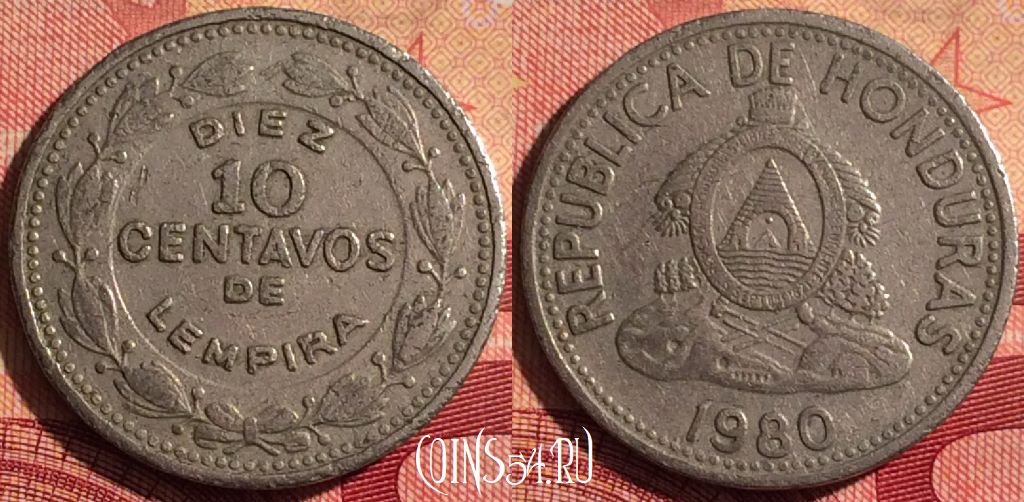 DIEZ
10
CENTAVOS
DE
LEMPIRA
REPUBLICA DE HONDURAS
1980
COINS54.RU